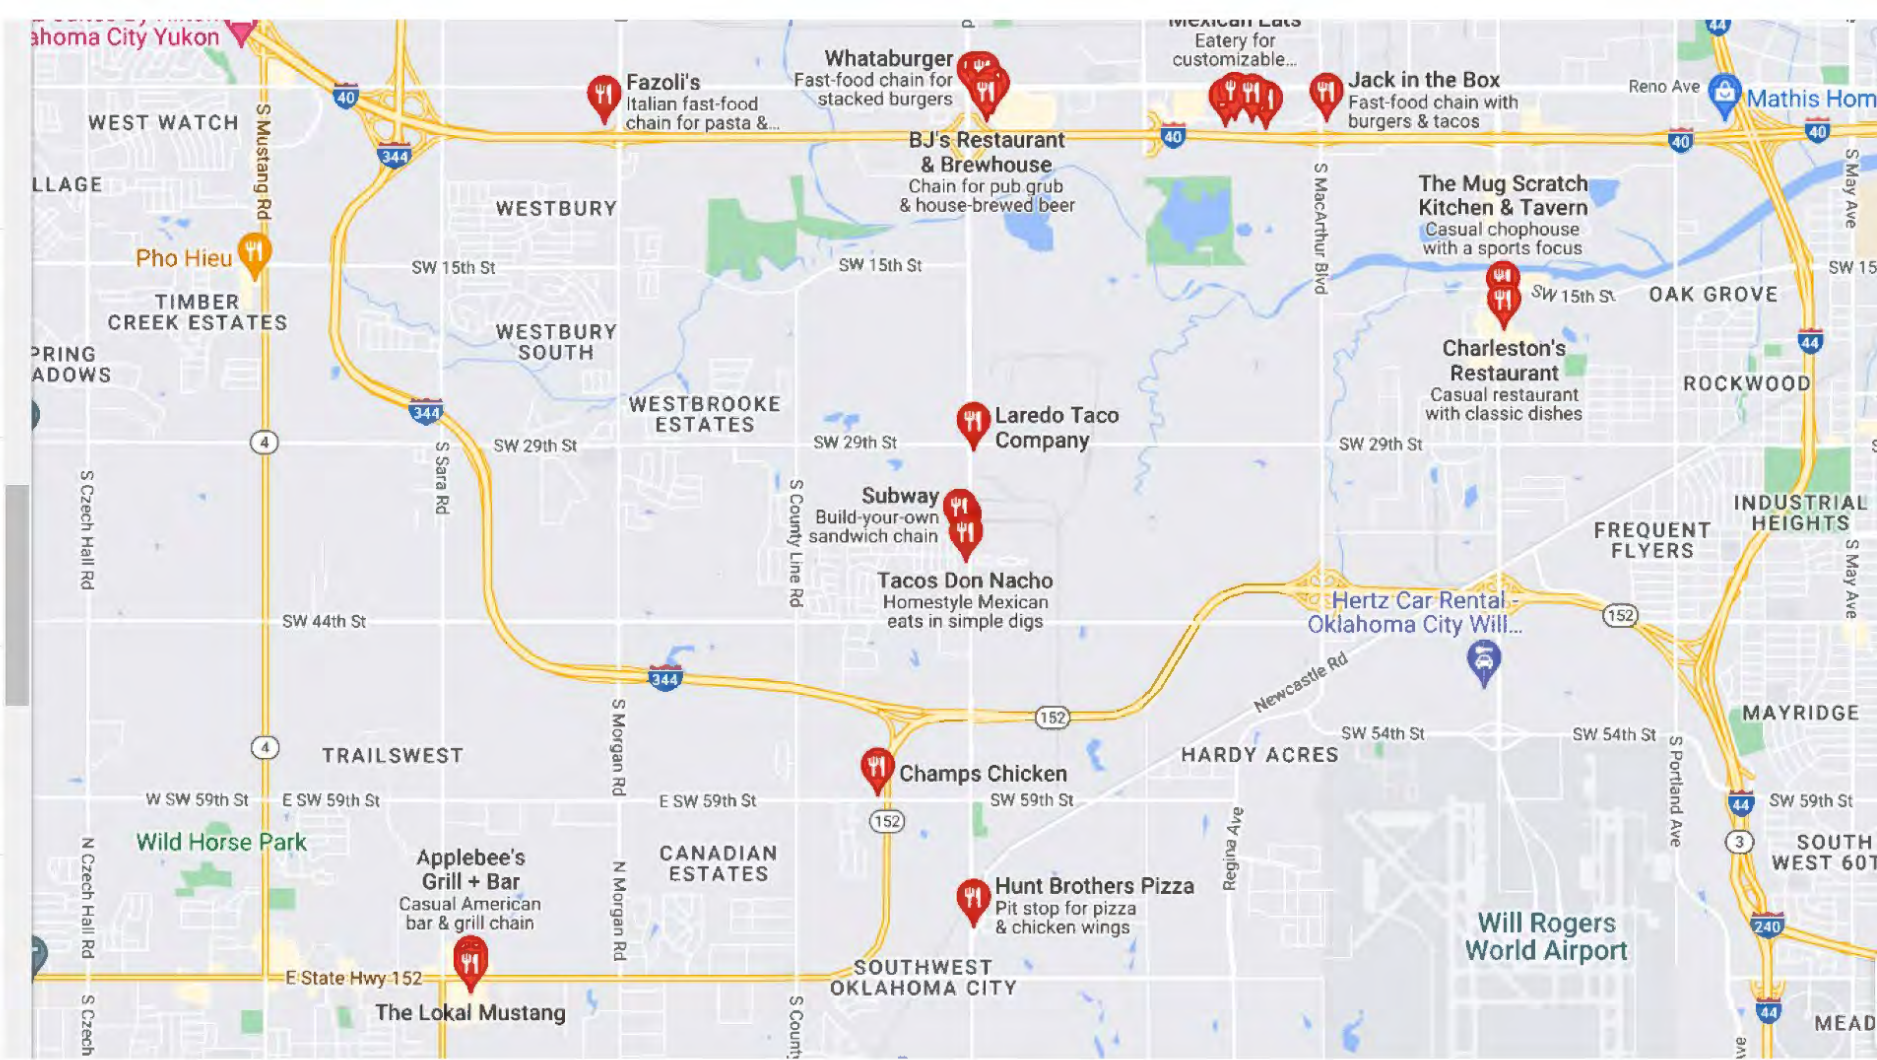 ahoma City Yukon
40
WEST WATCH
S Mustang Rd
344
LLAGE
Fazoli's
Italian fast-food
chain for pasta &...
Whataburger
Fast-food chain for
stacked burgers
BJ's Restaurant
& Brewhouse
Chain for pub grub
& house-brewed beer
Mexican Eats
Eatery for
customizable...
40
Jack in the Box
Fast-food chain with
burgers & tacos
44
Reno Ave
Mathis Hom
40
40
S May Ave
WESTBURY
S MacArthur Blvd
The Mug Scratch
Kitchen & Tavern
Casual chophouse
with a sports focus
Pho Hieu
SW 15th St
SW 15th St
SW 15th St
SW 15
TIMBER
CREEK ESTATES
OAK GROVE
WESTBURY
SOUTH
44
PRING
ADOWS
Charleston's
Restaurant
Casual restaurant
with classic dishes
ROCKWOOD
344
WESTBROOKE
ESTATES
Laredo Taco
Company
4
SW 29th St
SW 29th St
SW 29th St
S
S Czech Hall Rd
S Sara Rd
S County Line Rd
Subway
Build-your-own
sandwich chain
INDUSTRIAL
HEIGHTS
FREQUENT
FLYERS
S May Ave
Tacos Don Nacho
Homestyle Mexican
eats in simple digs
Hertz Car Rental -
Oklahoma City Will...
152
SW 44th St
344
Newcastle Rd
S Morgan Rd
152
SW 54th St
SW 54th St
MAYRIDGE
4
TRAILSWEST
HARDY ACRES
S Portland Ave
Champs Chicken
W SW 59th St
E SW 59th St
E SW 59th St
SW 59th St
44
SW 59th St
152
Regina Ave
3
Wild Horse Park
SOUTH
WEST 60T
N Czech Hall Rd
Applebee's
Grill + Bar
Casual American
bar & grill chain
N Morgan Rd
CANADIAN
ESTATES
Hunt Brothers Pizza
Pit stop for pizza
& chicken wings
Will Rogers
World Airport
240
E State Hwy 152
SOUTHWEST
OKLAHOMA CITY
The Lokal Mustang
S Czech
S County
44
MEAD